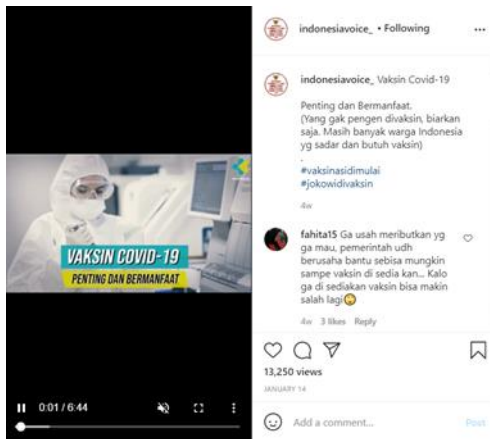 indonesiavoice_ • Following
indonesiavoice_ Vaksin Covid-19
Penting dan Bermanfaat.
(Yang gak pengen divaksin, biarkan
saja. Masih banyak warga Indonesia
yg sadar dan butuh vaksin)
.
#vaksinasidimulai
#jokowidivaksin
4w
fahita15 Ga usah meributkan yg
ga mau, pemerintah udh
berusaha bantu sebisa mungkin
sampe vaksin di sedia kan... Kalo
ga di sediakan vaksin bisa makin
salah lagi🙄
4w 3 likes Reply
VAKSIN COVID-19
PENTING DAN BERMANFAAT
0:01 / 6:44
13,250 views
JANUARY 14
Add a comment...
Post